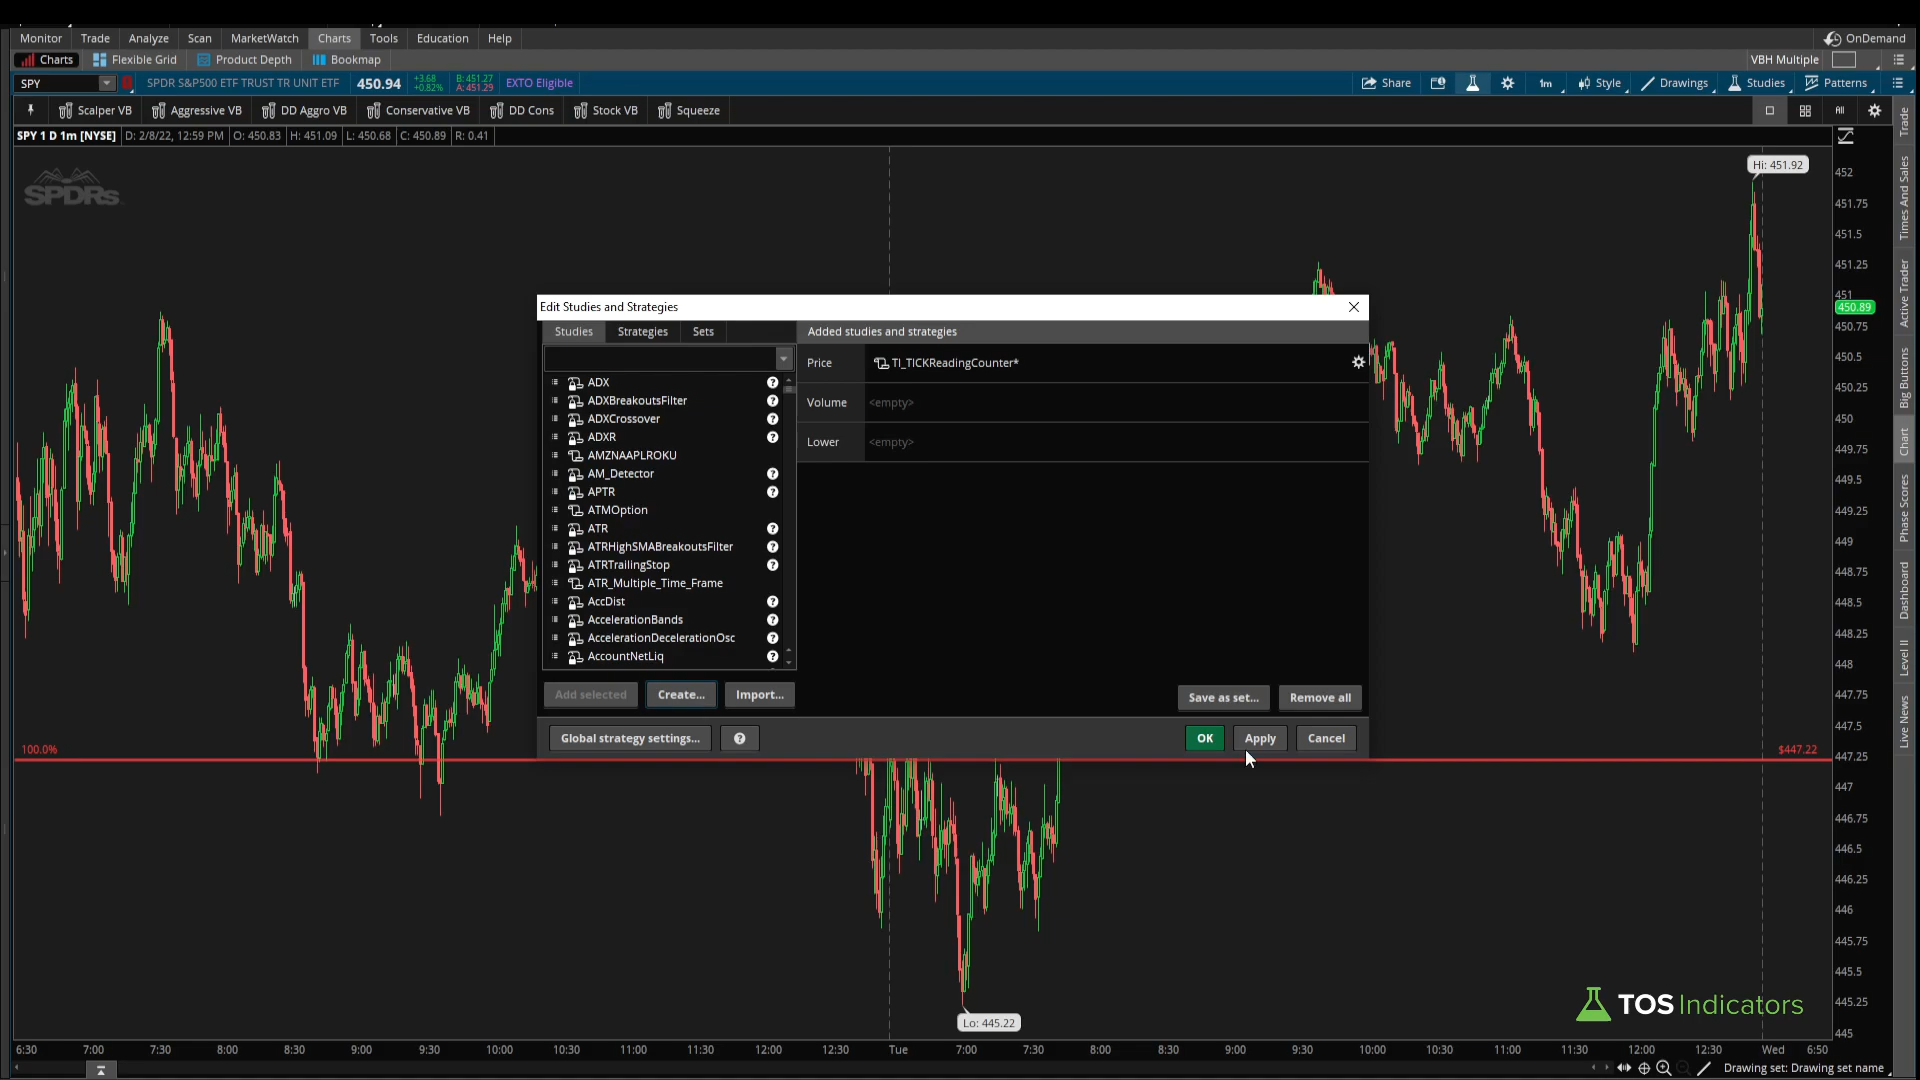 Monitor Trade Analyze Scan MarketWatch Charts Tools Education Help OnDemand
Charts Flexible Grid Product Depth Bookmap VBH Multiple
SPY SPDR S&P500 ETF TRUST TR UNIT ETF 450.94 +3.68 +0.82% B: 451.27 A: 451.29 EXTO Eligible Share 1m Style Drawings Studies Patterns
Scalper VB Aggressive VB DD Aggro VB Conservative VB DD Cons Stock VB Squeeze All
SPY 1 D 1m [NYSE] D: 2/8/22, 12:59 PM O: 450.83 H: 451.09 L: 450.68 C: 450.89 R: 0.41
SPDRs
Hi: 451.92
Edit Studies and Strategies
Studies Strategies Sets Added studies and strategies
Price TI_TICKReadingCounter*
Volume <empty>
Lower <empty>
ADX
ADXBreakoutsFilter
ADXCrossover
ADXR
AMZNAAPLROKU
AM_Detector
APTR
ATMOption
ATR
ATRHighSMABreakoutsFilter
ATRTrailingStop
ATR_Multiple_Time_Frame
AccDist
AccelerationBands
AccelerationDecelerationOsc
AccountNetLiq
Add selected Create... Import... Save as set... Remove all
Global strategy settings... ? OK Apply Cancel
100.0% $447.22
Lo: 445.22
452
451.75
451.5
451.25
451
450.89
450.75
450.5
450.25
450
449.75
449.5
449.25
449
448.75
448.5
448.25
448
447.75
447.5
447.25
447
446.75
446.5
446.25
446
445.75
445.5
445.25
445
Trade
Times And Sales
Active Trader
Big Buttons
Chart
Phase Scores
Dashboard
Level II
Live News
TOS Indicators
6:30 7:00 7:30 8:00 8:30 9:00 9:30 10:00 10:30 11:00 11:30 12:00 12:30 Tue 7:00 7:30 8:00 8:30 9:00 9:30 10:00 10:30 11:00 11:30 12:00 12:30 Wed 6:50
Drawing set: Drawing set name